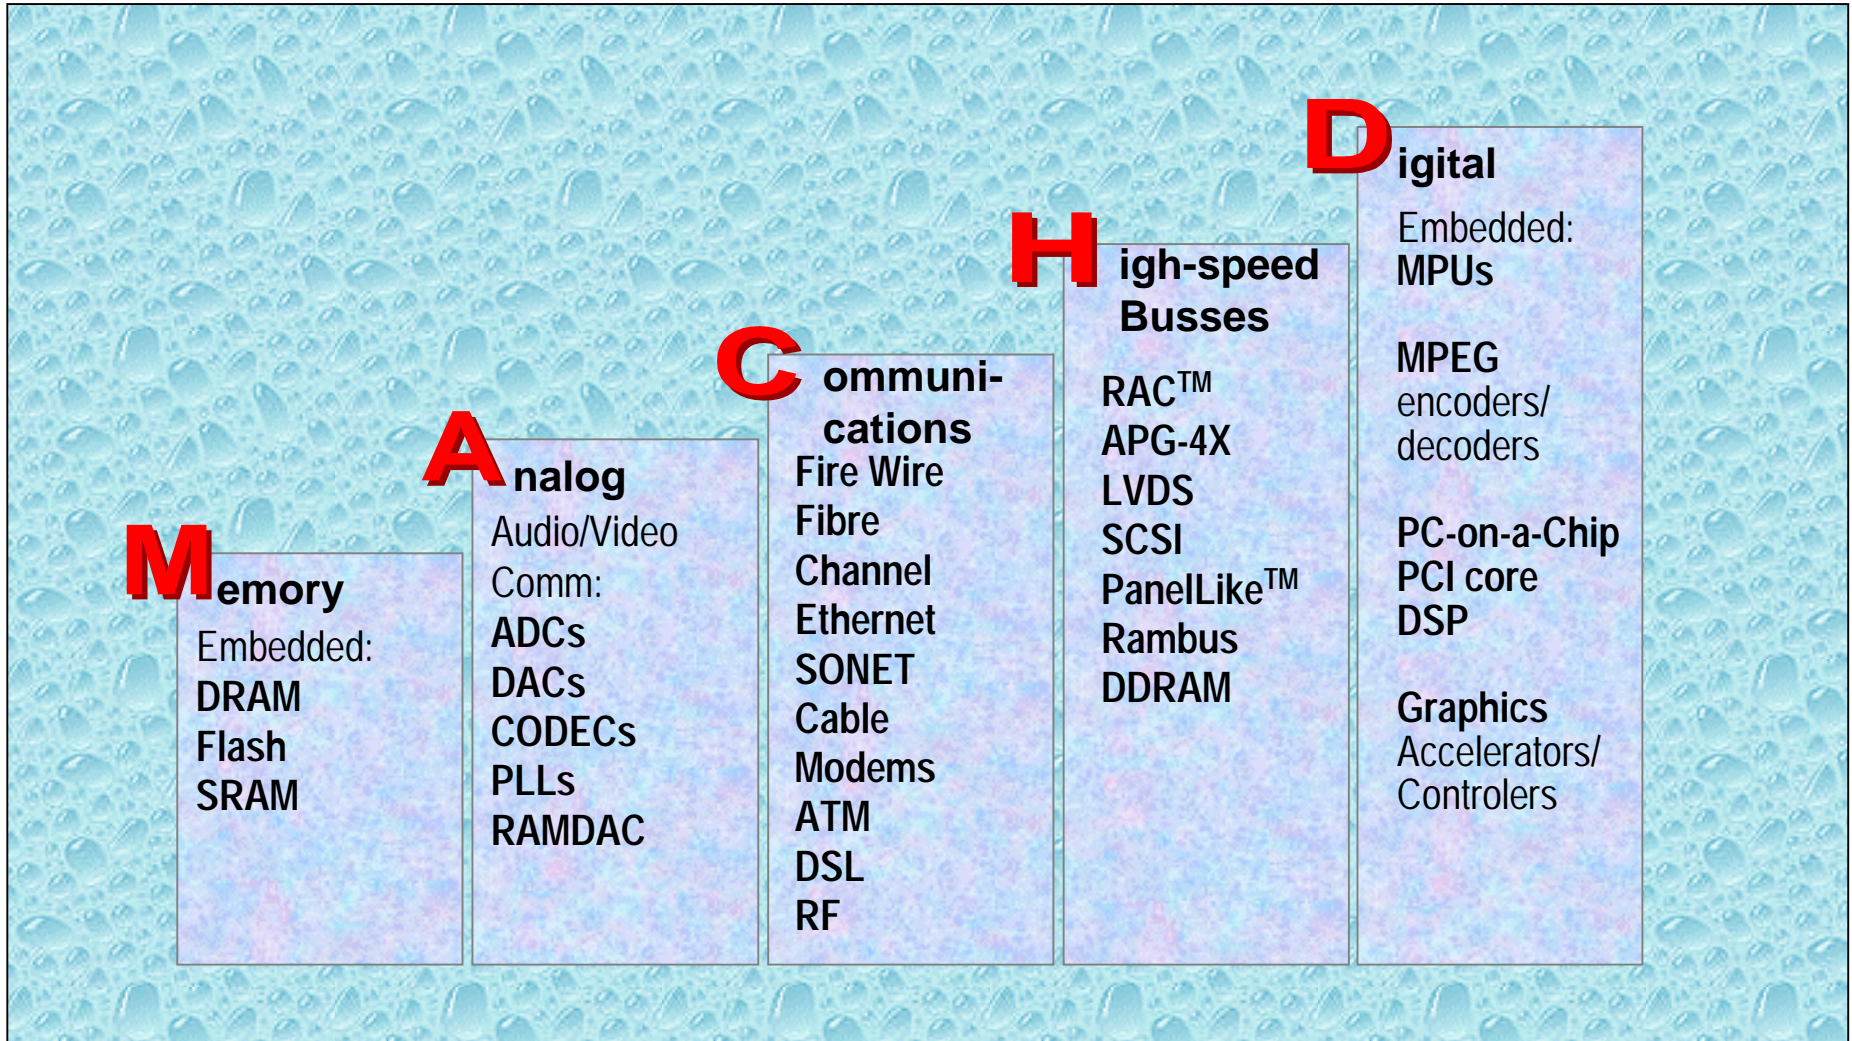 Memory
Embedded:
DRAM
Flash
SRAM
Analog
Audio/Video
Comm:
ADCs
DACs
CODECs
PLLs
RAMDAC
Communi-
cations
Fire Wire
Fibre
Channel
Ethernet
SONET
Cable
Modems
ATM
DSL
RF
High-speed
Busses
RAC™
APG-4X
LVDS
SCSI
PanelLike™
Rambus
DDRAM
Digital
Embedded:
MPUs
MPEG
encoders/
decoders
PC-on-a-Chip
PCI core
DSP
Graphics
Accelerators/
Controlers